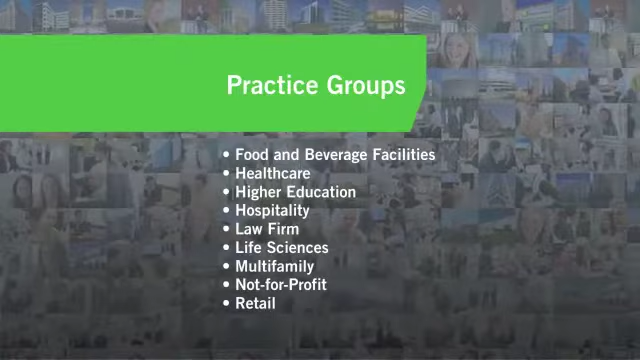 Practice Groups
• Food and Beverage Facilities
• Healthcare
• Higher Education
• Hospitality
• Law Firm
• Life Sciences
• Multifamily
• Not-for-Profit
• Retail